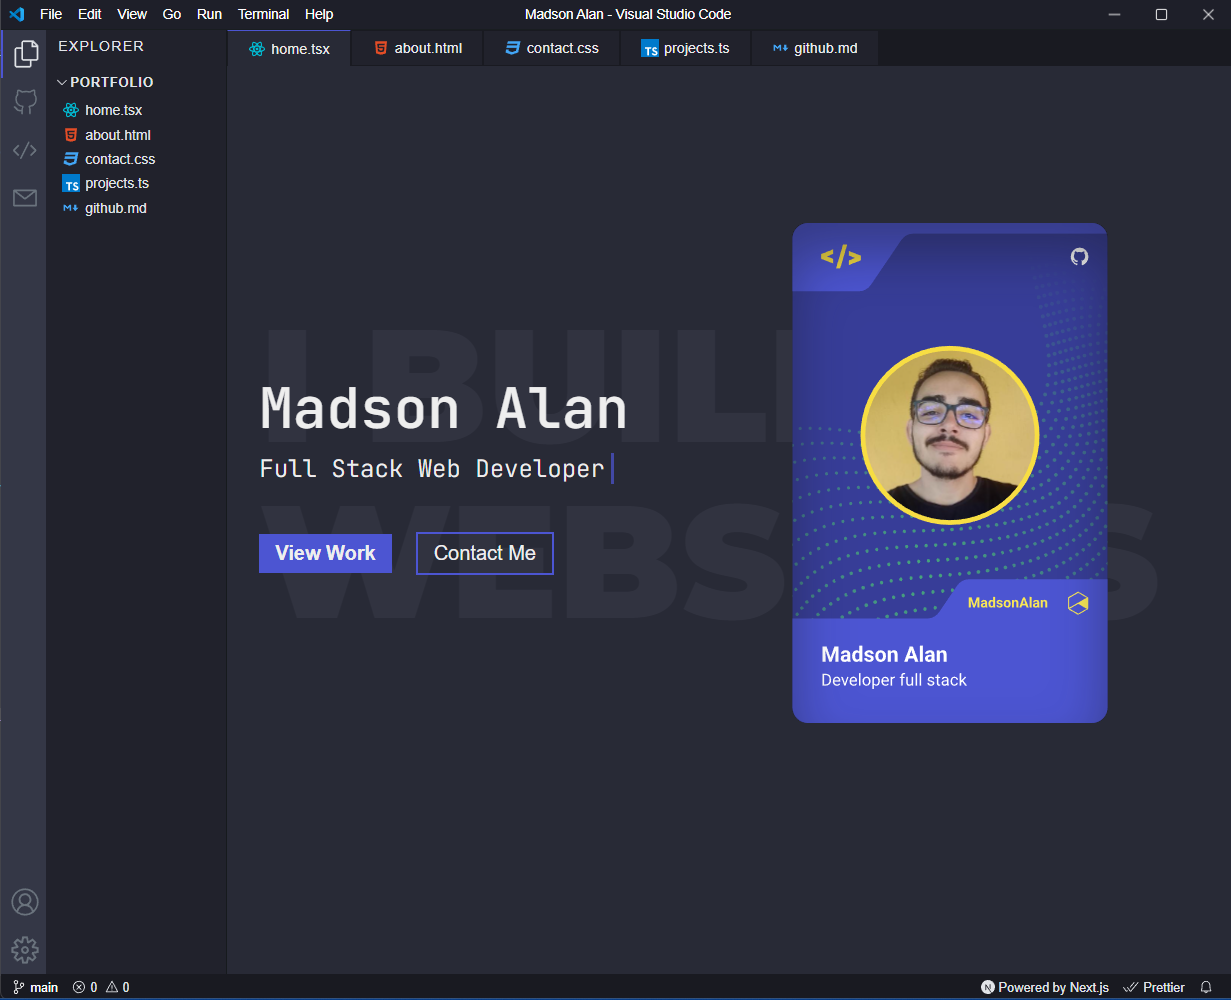 File Edit View Go Run Terminal Help
Madson Alan - Visual Studio Code
EXPLORER
PORTFOLIO
home.tsx
about.html
contact.css
TS projects.ts
M↓ github.md
home.tsx
about.html
contact.css
TS projects.ts
M↓ github.md
I BUIL
WEBS S
Madson Alan
Full Stack Web Developer
View Work
Contact Me
</>
MadsonAlan
Madson Alan
Developer full stack
main
0
0
N Powered by Next.js
Prettier